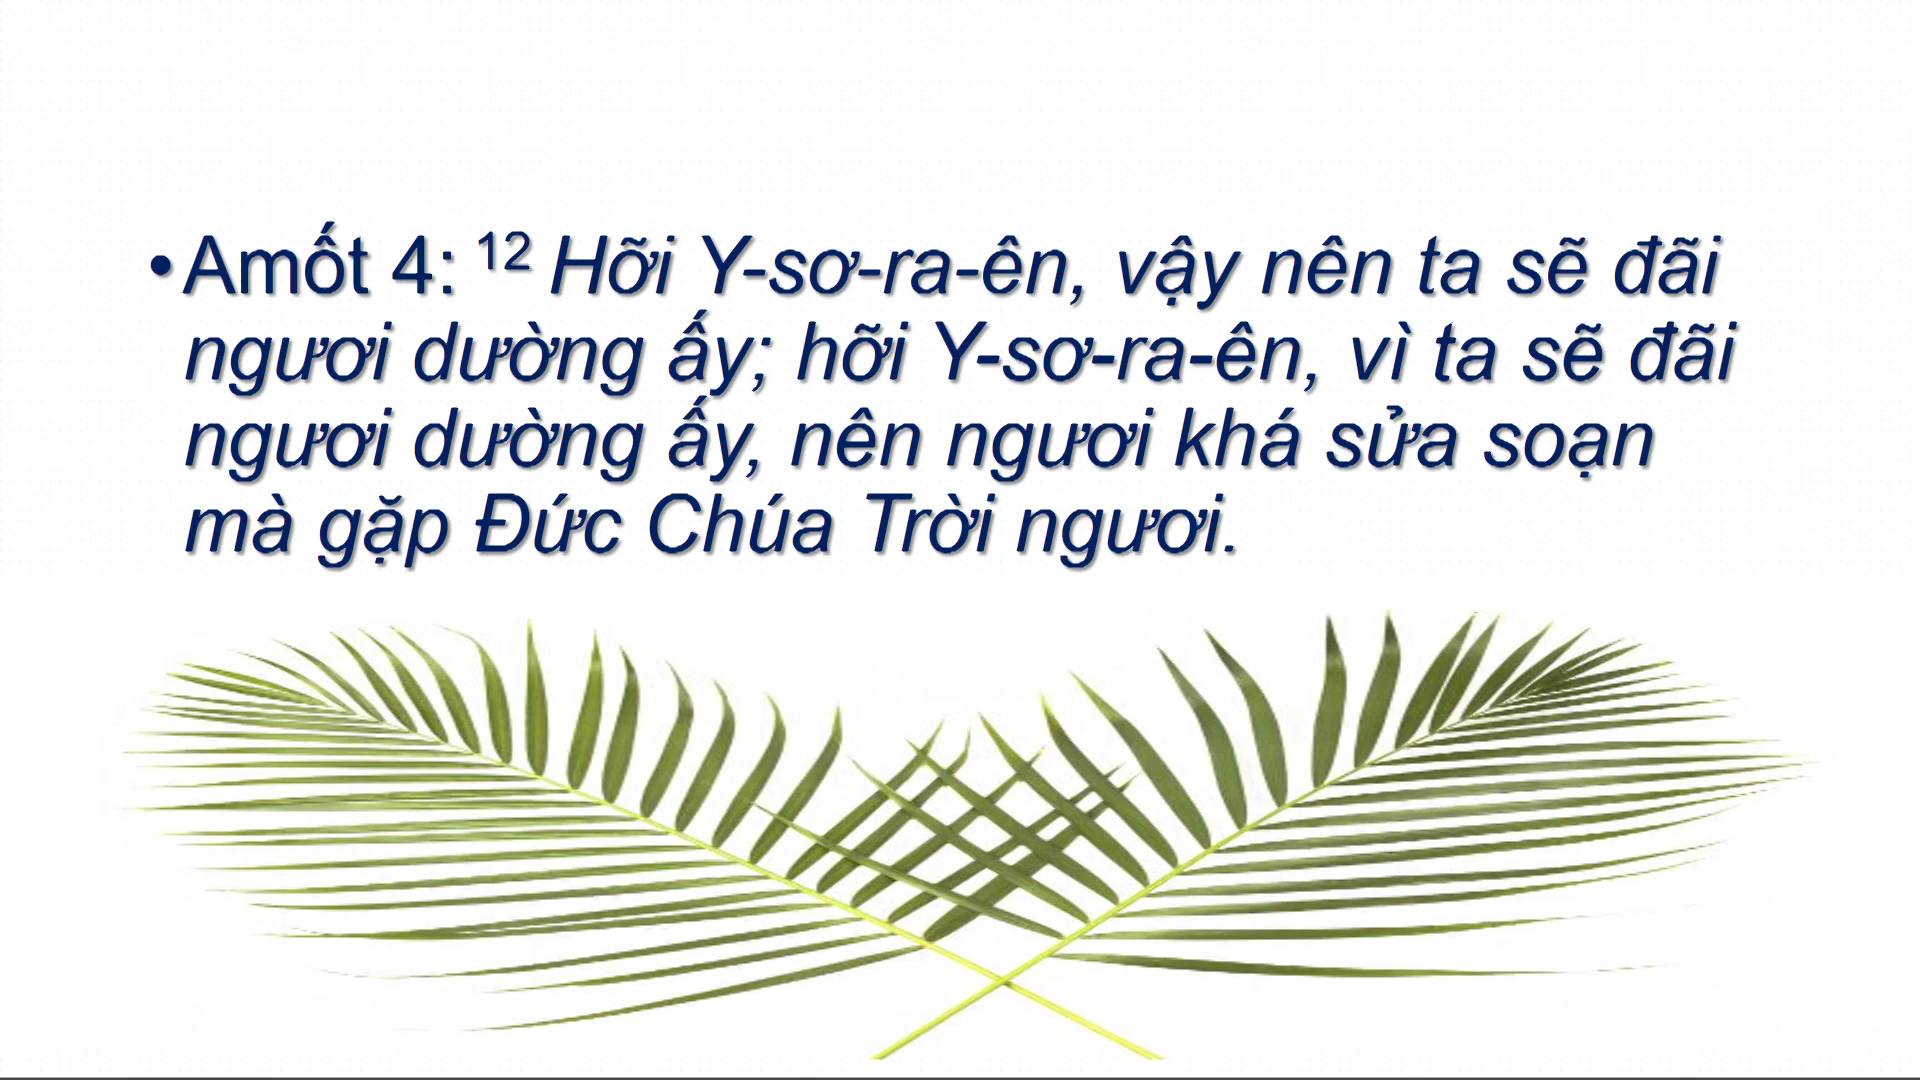 •Amốt 4: 12 Hỡi Y-sơ-ra-ên, vậy nên ta sẽ đãi
ngươi dường ấy; hỡi Y-sơ-ra-ên, vì ta sẽ đãi
ngươi dường ấy, nên ngươi khá sửa soạn
mà gặp Đức Chúa Trời ngươi.